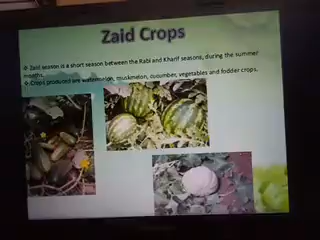 Zaid Crops
❖ Zaid season is a short season between the Rabi and Kharif seasons, during the summer
months.
❖ Crops produced are watermelon, muskmelon, cucumber, vegetables and fodder crops.